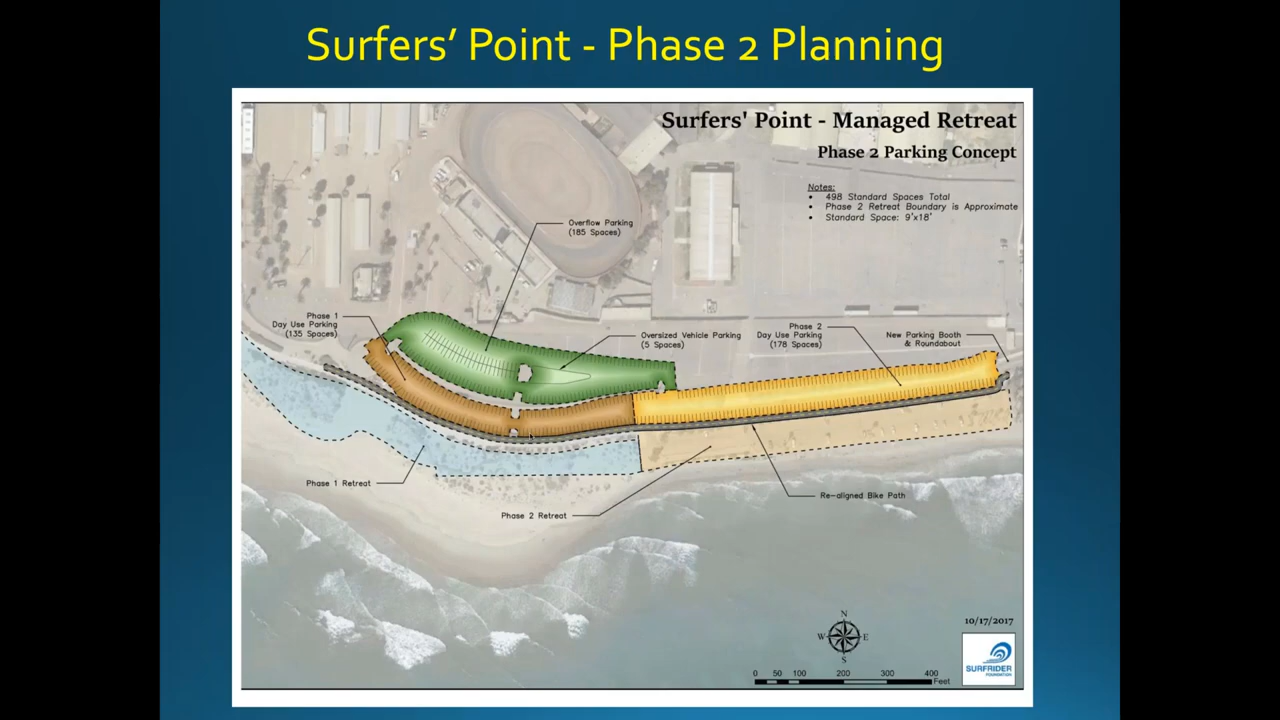 Surfers' Point - Phase 2 Planning
Surfers' Point - Managed Retreat
Phase 2 Parking Concept
Notes:
• 498 Standard Spaces Total
• Phase 2 Retreat Boundary is Approximate
• Standard Space: 9'x18'
Overflow Parking
(185 Spaces)
Phase 1
Day Use Parking
(135 Spaces)
Oversized Vehicle Parking
(5 Spaces)
Phase 2
Day Use Parking
(178 Spaces)
New Parking Booth
& Roundabout
Phase 1 Retreat
Phase 2 Retreat
Re-aligned Bike Path
N
W E
S
10/17/2017
0 50 100 200 300 400
Feet
SURFRIDER
FOUNDATION